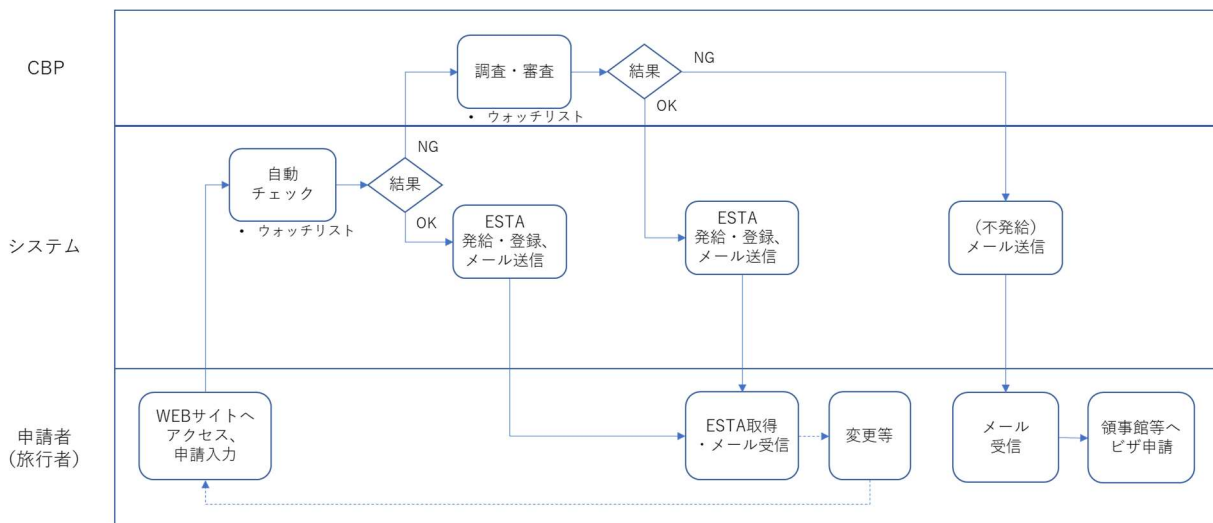 CBP
調査・審査
• ウォッチリスト
結果
NG
OK
システム
自動
チェック
• ウォッチリスト
結果
NG
OK
ESTA
発給・登録、
メール送信
ESTA
発給・登録、
メール送信
(不発給)
メール送信
申請者
(旅行者)
WEBサイトへ
アクセス、
申請入力
ESTA取得
・メール受信
変更等
メール
受信
領事館等へ
ビザ申請